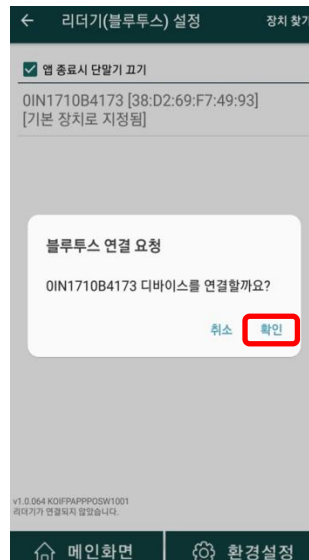 ← 리더기(블루투스) 설정 장치 찾기
앱 종료시 단말기 끄기
0IN1710B4173 [38:D2:69:F7:49:93]
[기본 장치로 지정됨]
블루투스 연결 요청
0IN1710B4173 디바이스를 연결할까요?
취소 확인
v1.0.064 KOIFPAPPPOSW1001
리더기가 연결되지 않았습니다.
메인화면 환경설정